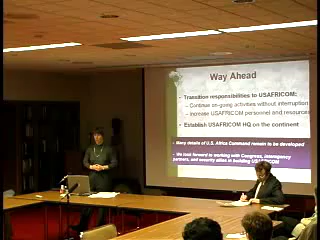 Way Ahead
• Transition responsibilities to USAFRICOM:
– Continue on-going activities without interruption
– Increase USAFRICOM personnel and resources
• Establish USAFRICOM HQ on the continent
• Many details of U.S. Africa Command remain to be developed
• We look forward to working with Congress, interagency
partners, and security allies in building USAFRICOM